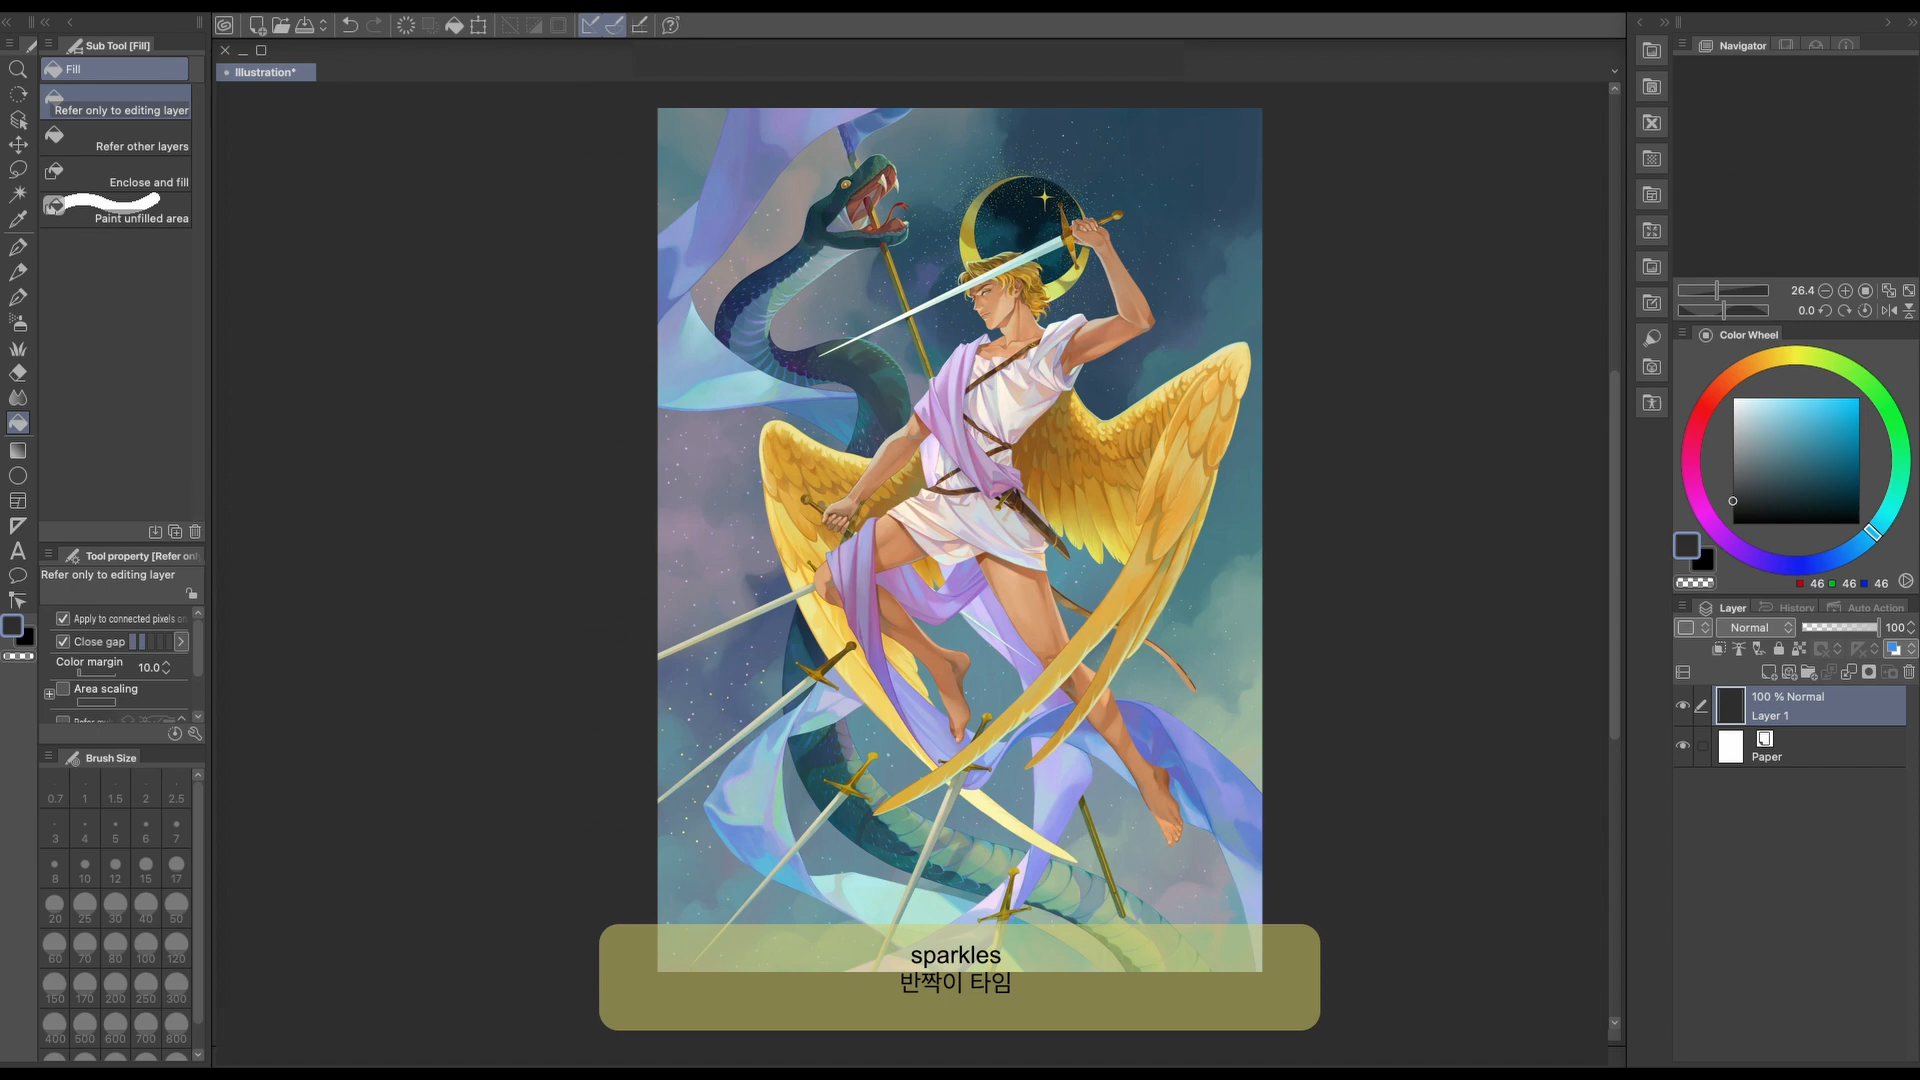 Sub Tool [Fill]
Fill
Refer only to editing layer
Refer other layers
Enclose and fill
Paint unfilled area
Tool property [Refer onl
Refer only to editing layer
Apply to connected pixels o
Close gap
Color margin 10.0
Area scaling
Brush Size
0.7 1 1.5 2 2.5
3 4 5 6 7
8 10 12 15 17
20 25 30 40 50
60 70 80 100 120
150 170 200 250 300
400 500 600 700 800
Illustration*
sparkles
반짝이 타임
Navigator
26.4
0.0
Color Wheel
46 46 46
Layer History Auto Action
Normal 100
100 % Normal
Layer 1
Paper